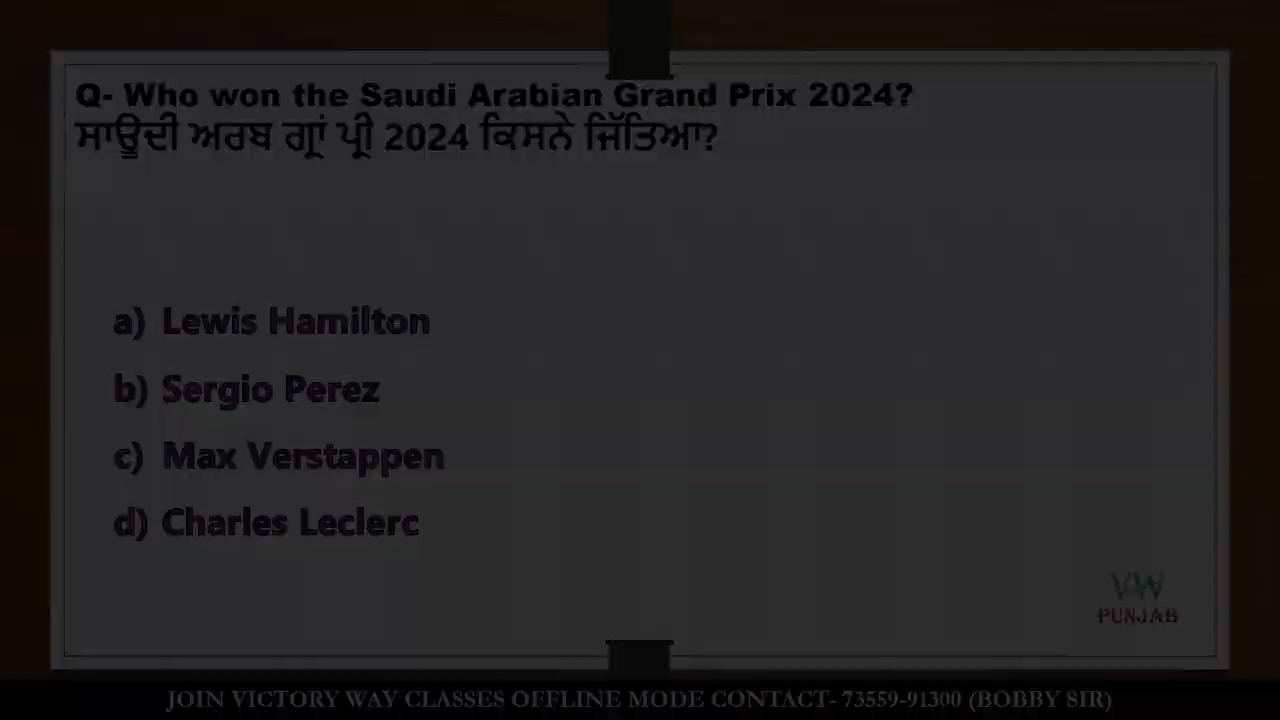 Q- Who won the Saudi Arabian Grand Prix 2024?
ਸਾਊਦੀ ਅਰਬ ਗ੍ਰਾਂ ਪ੍ਰੀ 2024 ਕਿਸਨੇ ਜਿੱਤਿਆ?
a) Lewis Hamilton
b) Sergio Perez
c) Max Verstappen
d) Charles Leclerc
VW
PUNJAB
JOIN VICTORY WAY CLASSES OFFLINE MODE CONTACT- 73559-91300 (BOBBY SIR)